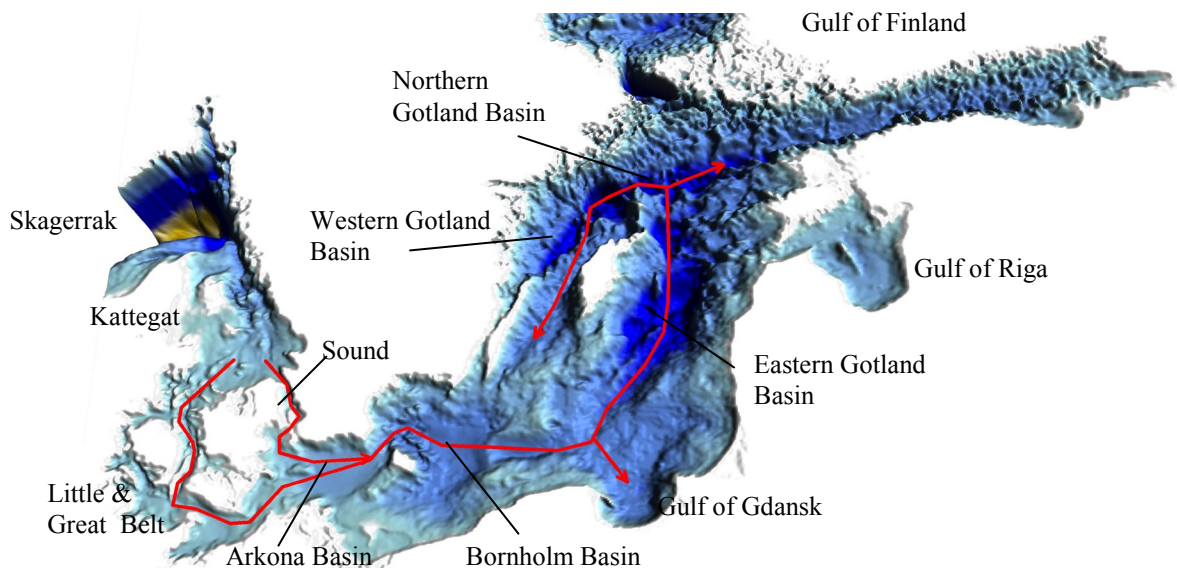 Gulf of Finland
Northern
Gotland Basin
Skagerrak
Western Gotland
Basin
Gulf of Riga
Kattegat
Sound
Eastern Gotland
Basin
Little &
Great Belt
Gulf of Gdansk
Arkona Basin
Bornholm Basin